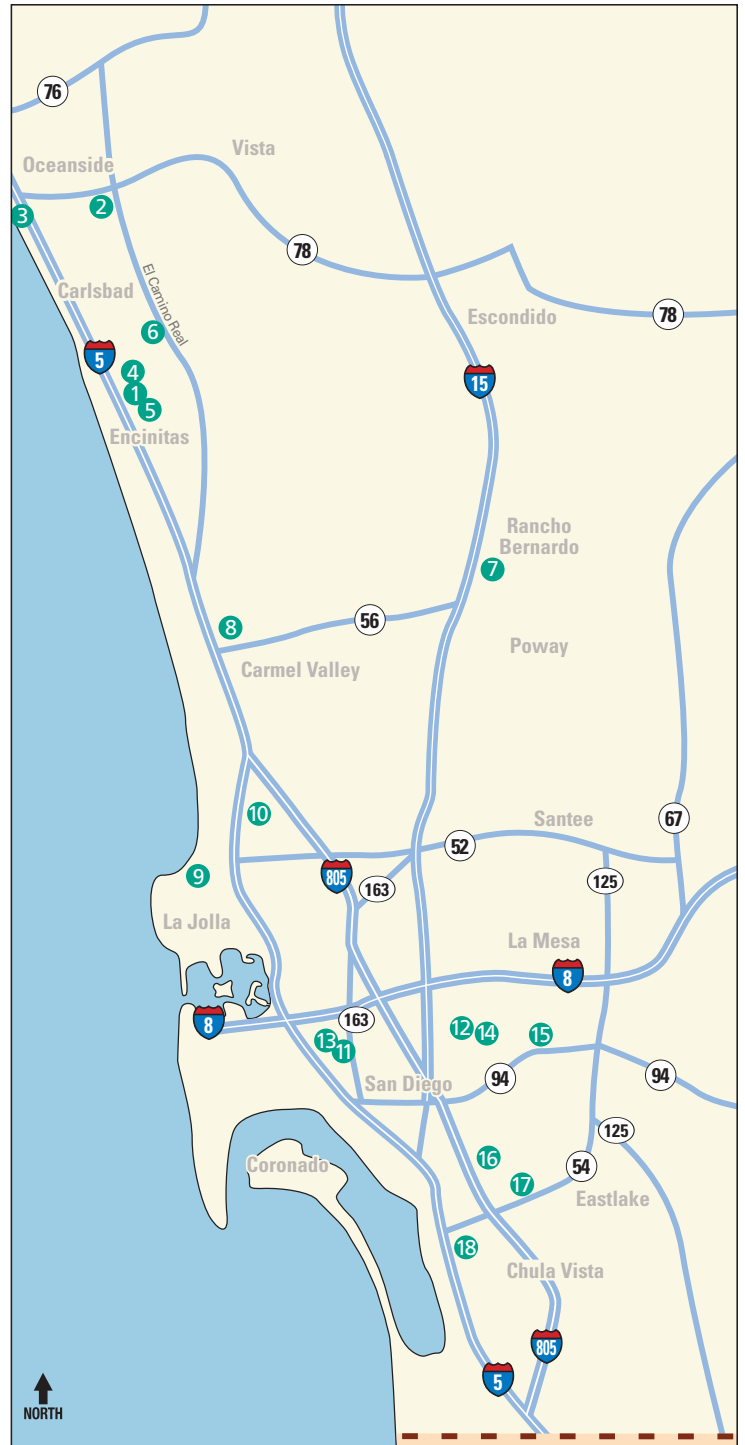 76
Vista
Oceanside
2
3
78
El Camino Real
Carlsbad
78
Escondido
6
5
4
15
1
5
Encinitas
Rancho
Bernardo
7
56
8
Poway
Carmel Valley
10
Santee
67
52
805
163
125
9
La Jolla
La Mesa
8
8
163
12
14
15
13
11
San Diego
94
94
125
16
Coronado
54
17
Eastlake
18
Chula Vista
805
5
NORTH